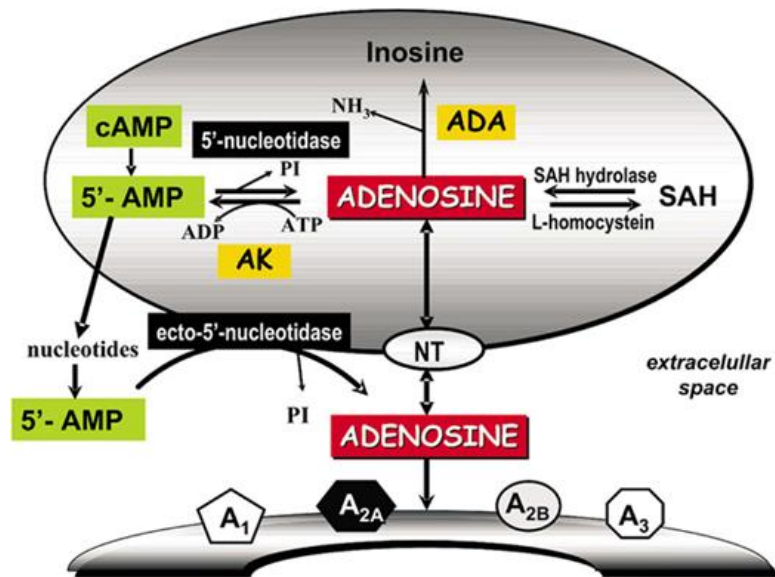 Inosine
NH3
ADA
cAMP
5'-nucleotidase
PI
5'- AMP
ADENOSINE
SAH hydrolase
SAH
L-homocystein
ADP
ATP
AK
ecto-5'-nucleotidase
nucleotides
NT
extracelullar
space
5'- AMP
PI
ADENOSINE
A1
A2A
A2B
A3